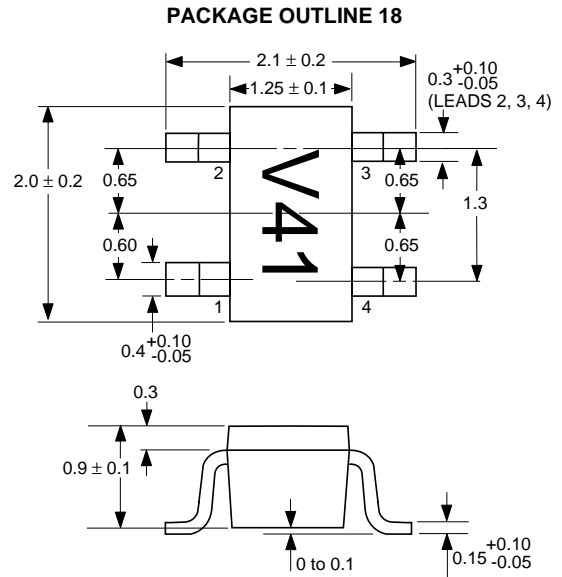 PACKAGE OUTLINE 18
2.1 ± 0.2
1.25 ± 0.1
0.3 +0.10 -0.05
(LEADS 2, 3, 4)
2.0 ± 0.2
0.65
2
3
0.65
1.3
V41
0.60
0.65
1
4
0.4 +0.10 -0.05
0.3
0.9 ± 0.1
0 to 0.1
0.15 +0.10 -0.05